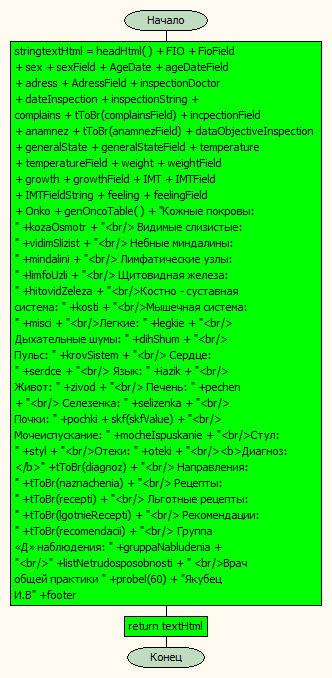 Начало
stringtextHtml = headHtml() + FIO + FioField
+ sex + sexField + AgeDate + ageDateField
+ adress + AdressField + inspectionDoctor
+ dateInspection + inspectionString +
complains + tToBr(complainsField) + incpectionField
+ anamnez + tToBr(anamnezField) + dataObjectiveInspection
+ generalState + generalStateField + temperature
+ temperatureField + weight + weightField
+ growth + growthField + IMT + IMTField
+ IMTFieldString + feeling + feelingField
+ Onko + genOncoTable() + "Кожные покровы:
" +kozaOsmotr + "<br/> Видимые слизистые:
" +vidimSlizist + "<br/> Небные миндалины:
" +mindalini + "<br/> Лимфатические узлы:
" +limfoUzli + "<br/> Щитовидная железа:
" +hitovidZeleza + "<br/>Костно - суставная
система: " +kosti + "<br/>Мышечная система:
" +misci + "<br/>Легкие: " +legkie + "<br/>
Дыхательные шумы: " +dihShum + "<br/>
Пульс: " +krovSistem + "<br/> Сердце:
" +serdce + "<br/> Язык: " +iazik + "<br/>
Живот: " +zivod + "<br/> Печень: " +pechen
+ "<br/> Селезенка: " +selizenka + "<br/>
Почки: " +pochki + skf(skfValue) + "<br/>
Мочеиспускание: " +mocheIspuskanie + "<br/>Стул:
" +styl + "<br/>Отеки: " +oteki + "<br/><b>Диагноз:
</b>" +tToBr(diagnoz) + "<br/> Направления:
" +tToBr(naznachenia) + "<br/> Рецепты:
" +tToBr(recepti) + "<br/> Льготные рецепты:
" +tToBr(lgotnieRecepti) + "<br/> Рекомендации:
" +tToBr(recomendacii) + "<br/> Группа
«Д» наблюдения: " +gruppaNabludenia +
"<br/>" +listNetrudosposobnosti + " <br/>Врач
общей практики " +probel(60) + "Якубец
И.В" +footer
return textHtml
Конец